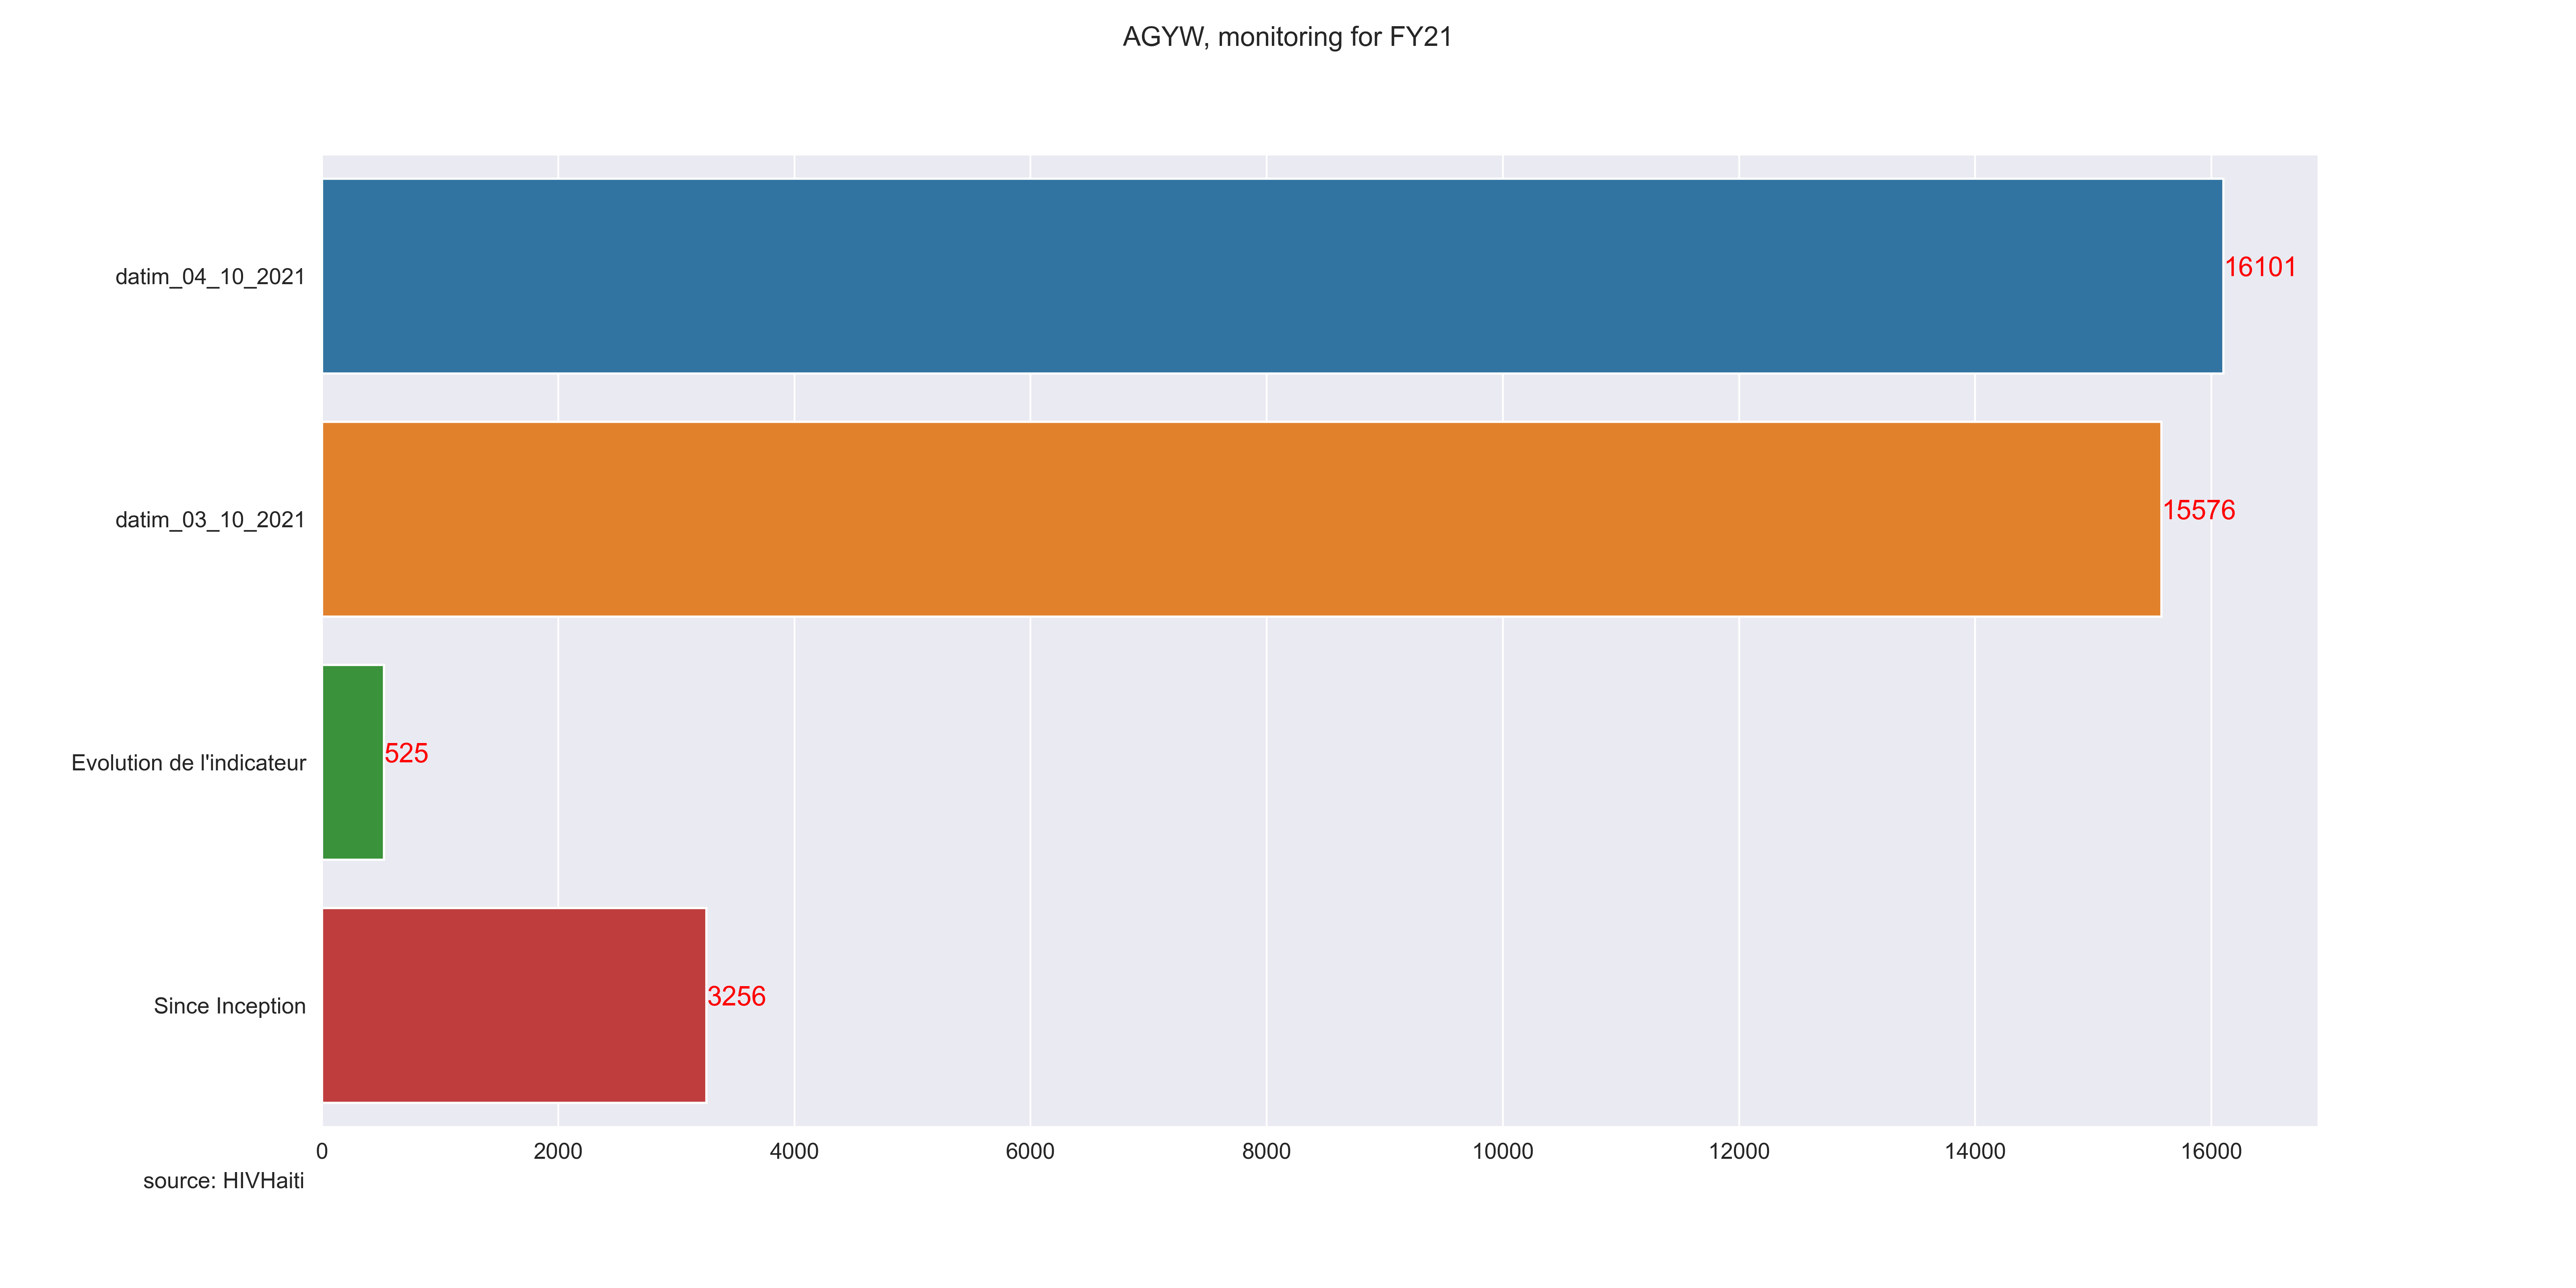 AGYW, monitoring for FY21
datim_04_10_2021
16101
datim_03_10_2021
15576
Evolution de l'indicateur
525
Since Inception
3256
0 2000 4000 6000 8000 10000 12000 14000 16000
source: HIVHaiti